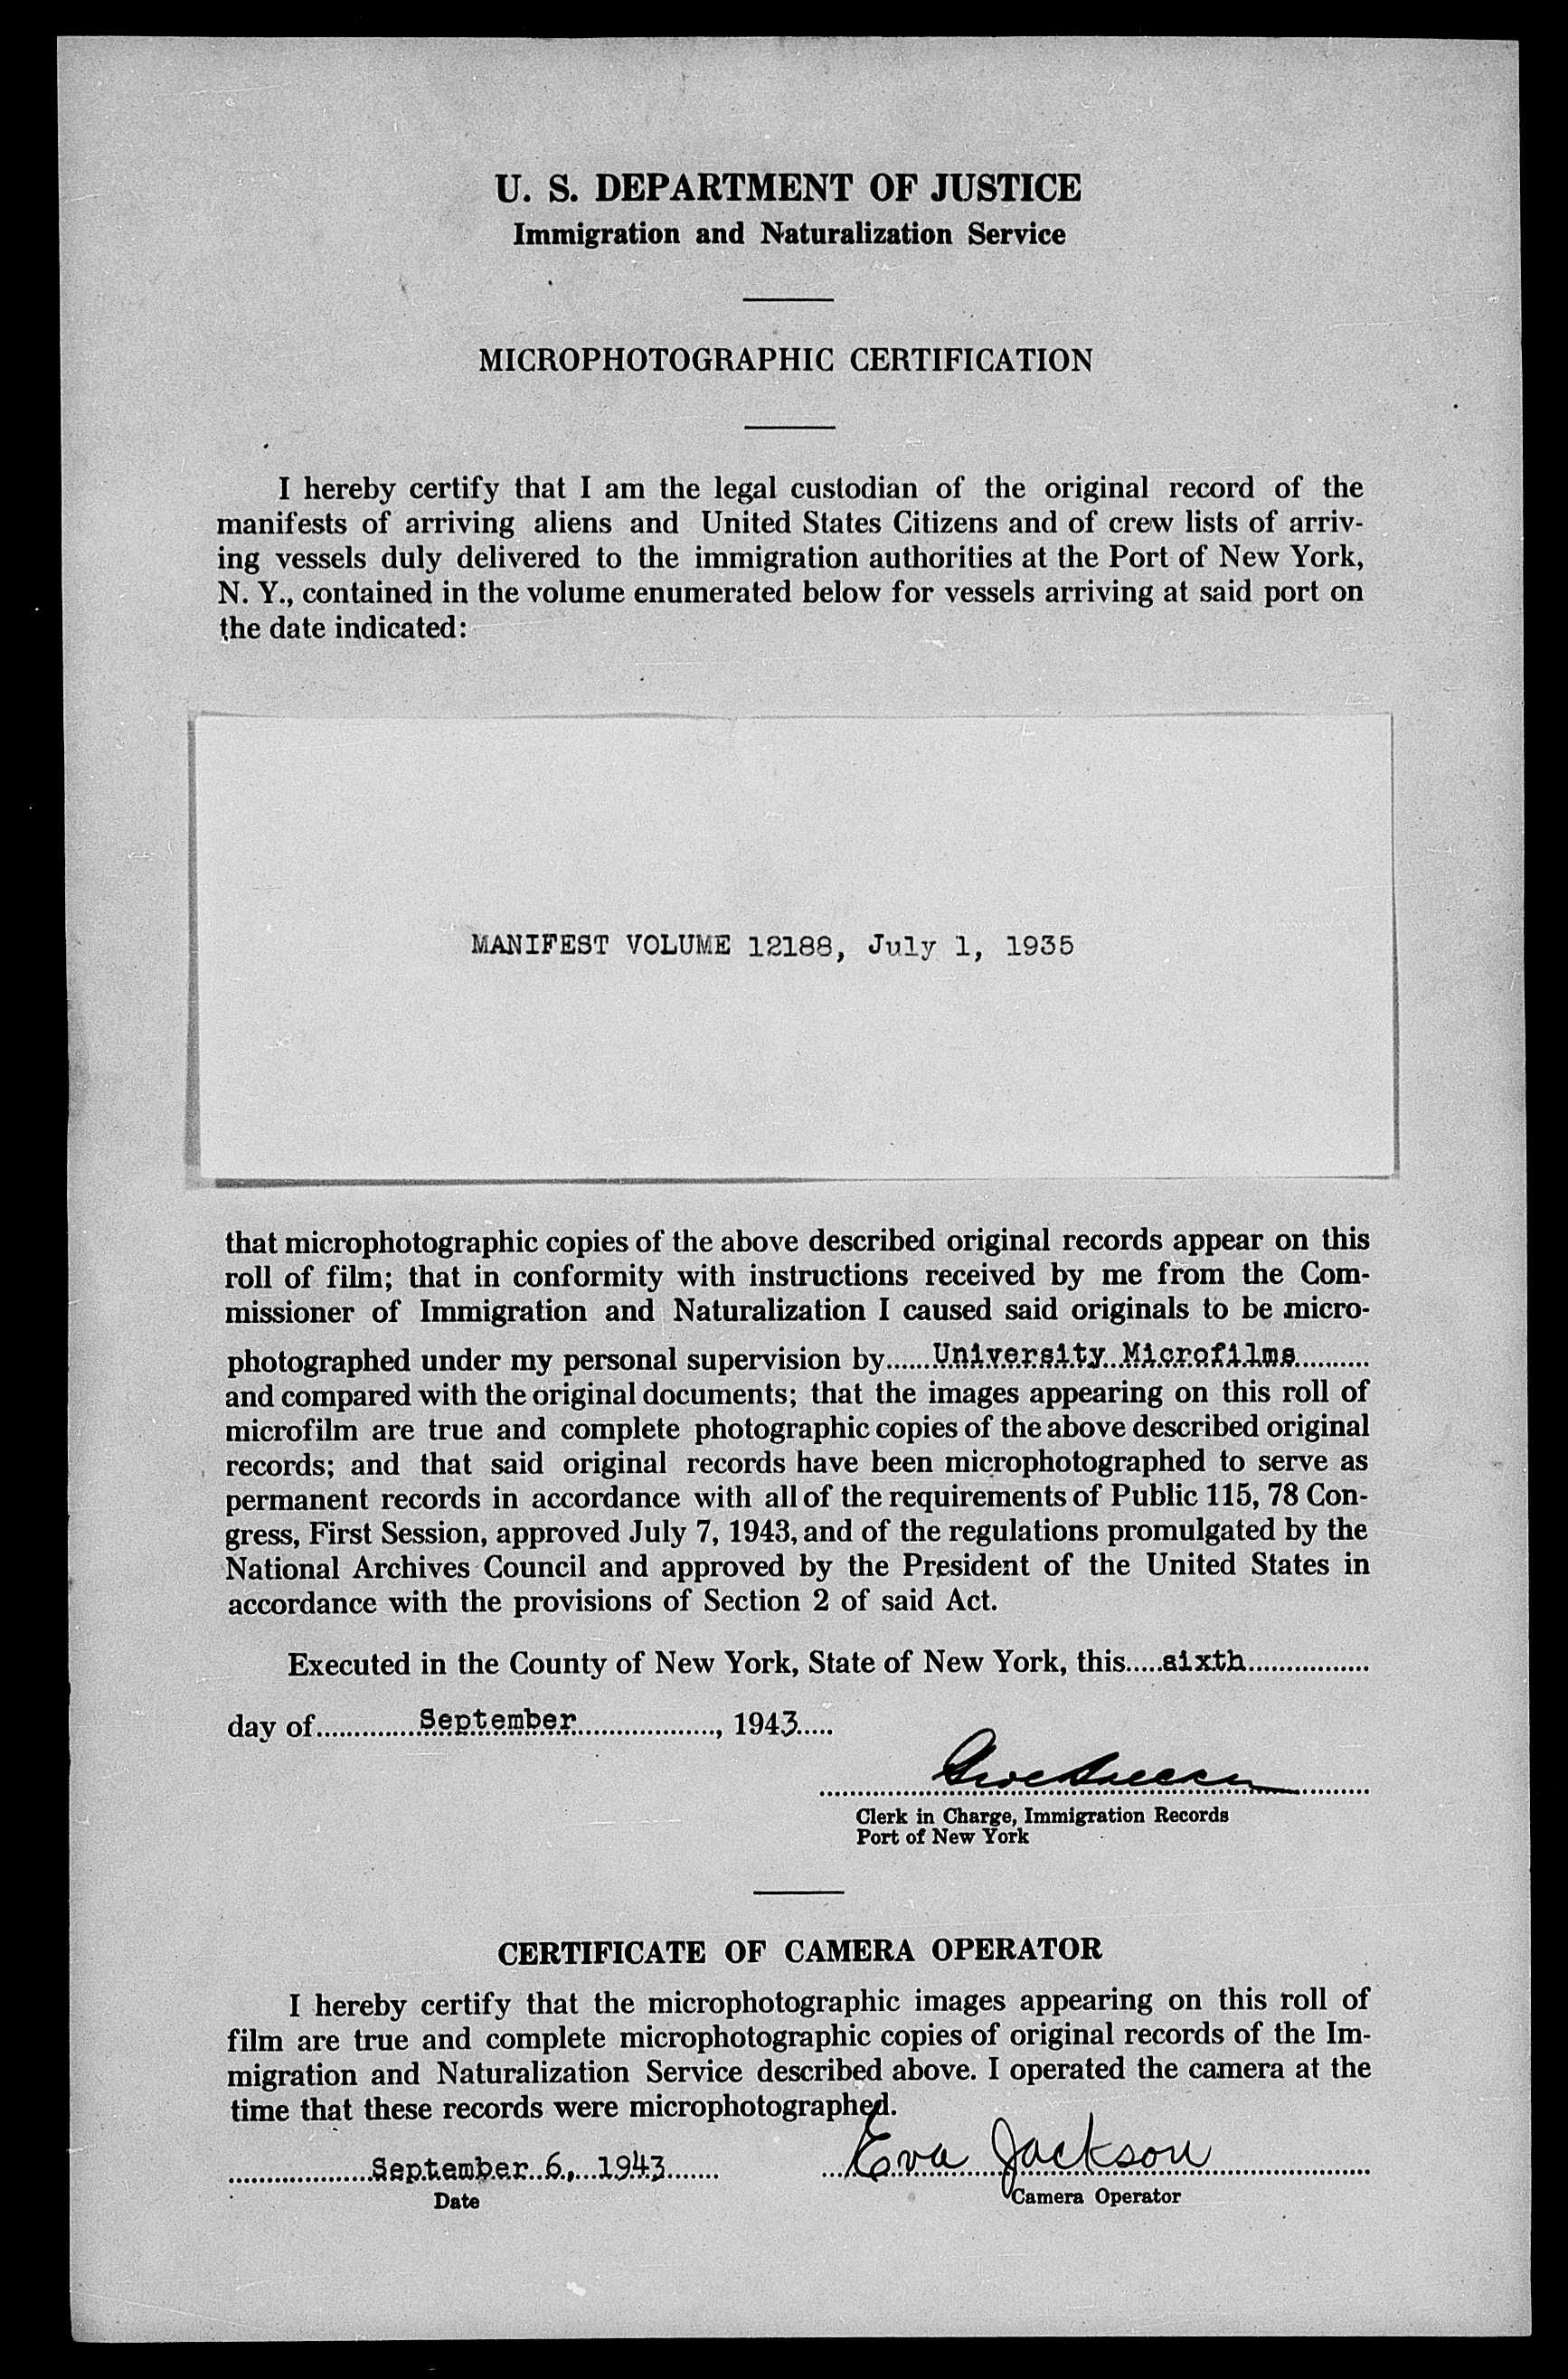 U. S. DEPARTMENT OF JUSTICE
Immigration and Naturalization Service
MICROPHOTOGRAPHIC CERTIFICATION
I hereby certify that I am the legal custodian of the original record of the
manifests of arriving aliens and United States Citizens and of crew lists of arriv-
ing vessels duly delivered to the immigration authorities at the Port of New York,
N. Y., contained in the volume enumerated below for vessels arriving at said port on
the date indicated:
MANIFEST VOLUME 12188, July 1, 1935
that microphotographic copies of the above described original records appear on this
roll of film; that in conformity with instructions received by me from the Com-
missioner of Immigration and Naturalization I caused said originals to be micro-
photographed under my personal supervision by......University Microfilms..........
and compared with the original documents; that the images appearing on this roll of
microfilm are true and complete photographic copies of the above described original
records; and that said original records have been microphotographed to serve as
permanent records in accordance with all of the requirements of Public 115, 78 Con-
gress, First Session, approved July 7, 1943, and of the regulations promulgated by the
National Archives Council and approved by the President of the United States in
accordance with the provisions of Section 2 of said Act.
Executed in the County of New York, State of New York, this.....sixth.................
day of..............September..................., 1943.....
Clerk in Charge, Immigration Records
Port of New York
CERTIFICATE OF CAMERA OPERATOR
I hereby certify that the microphotographic images appearing on this roll of
film are true and complete microphotographic copies of original records of the Im-
migration and Naturalization Service described above. I operated the camera at the
time that these records were microphotographed.
September 6, 1943 Eva Jackson
Date Camera Operator